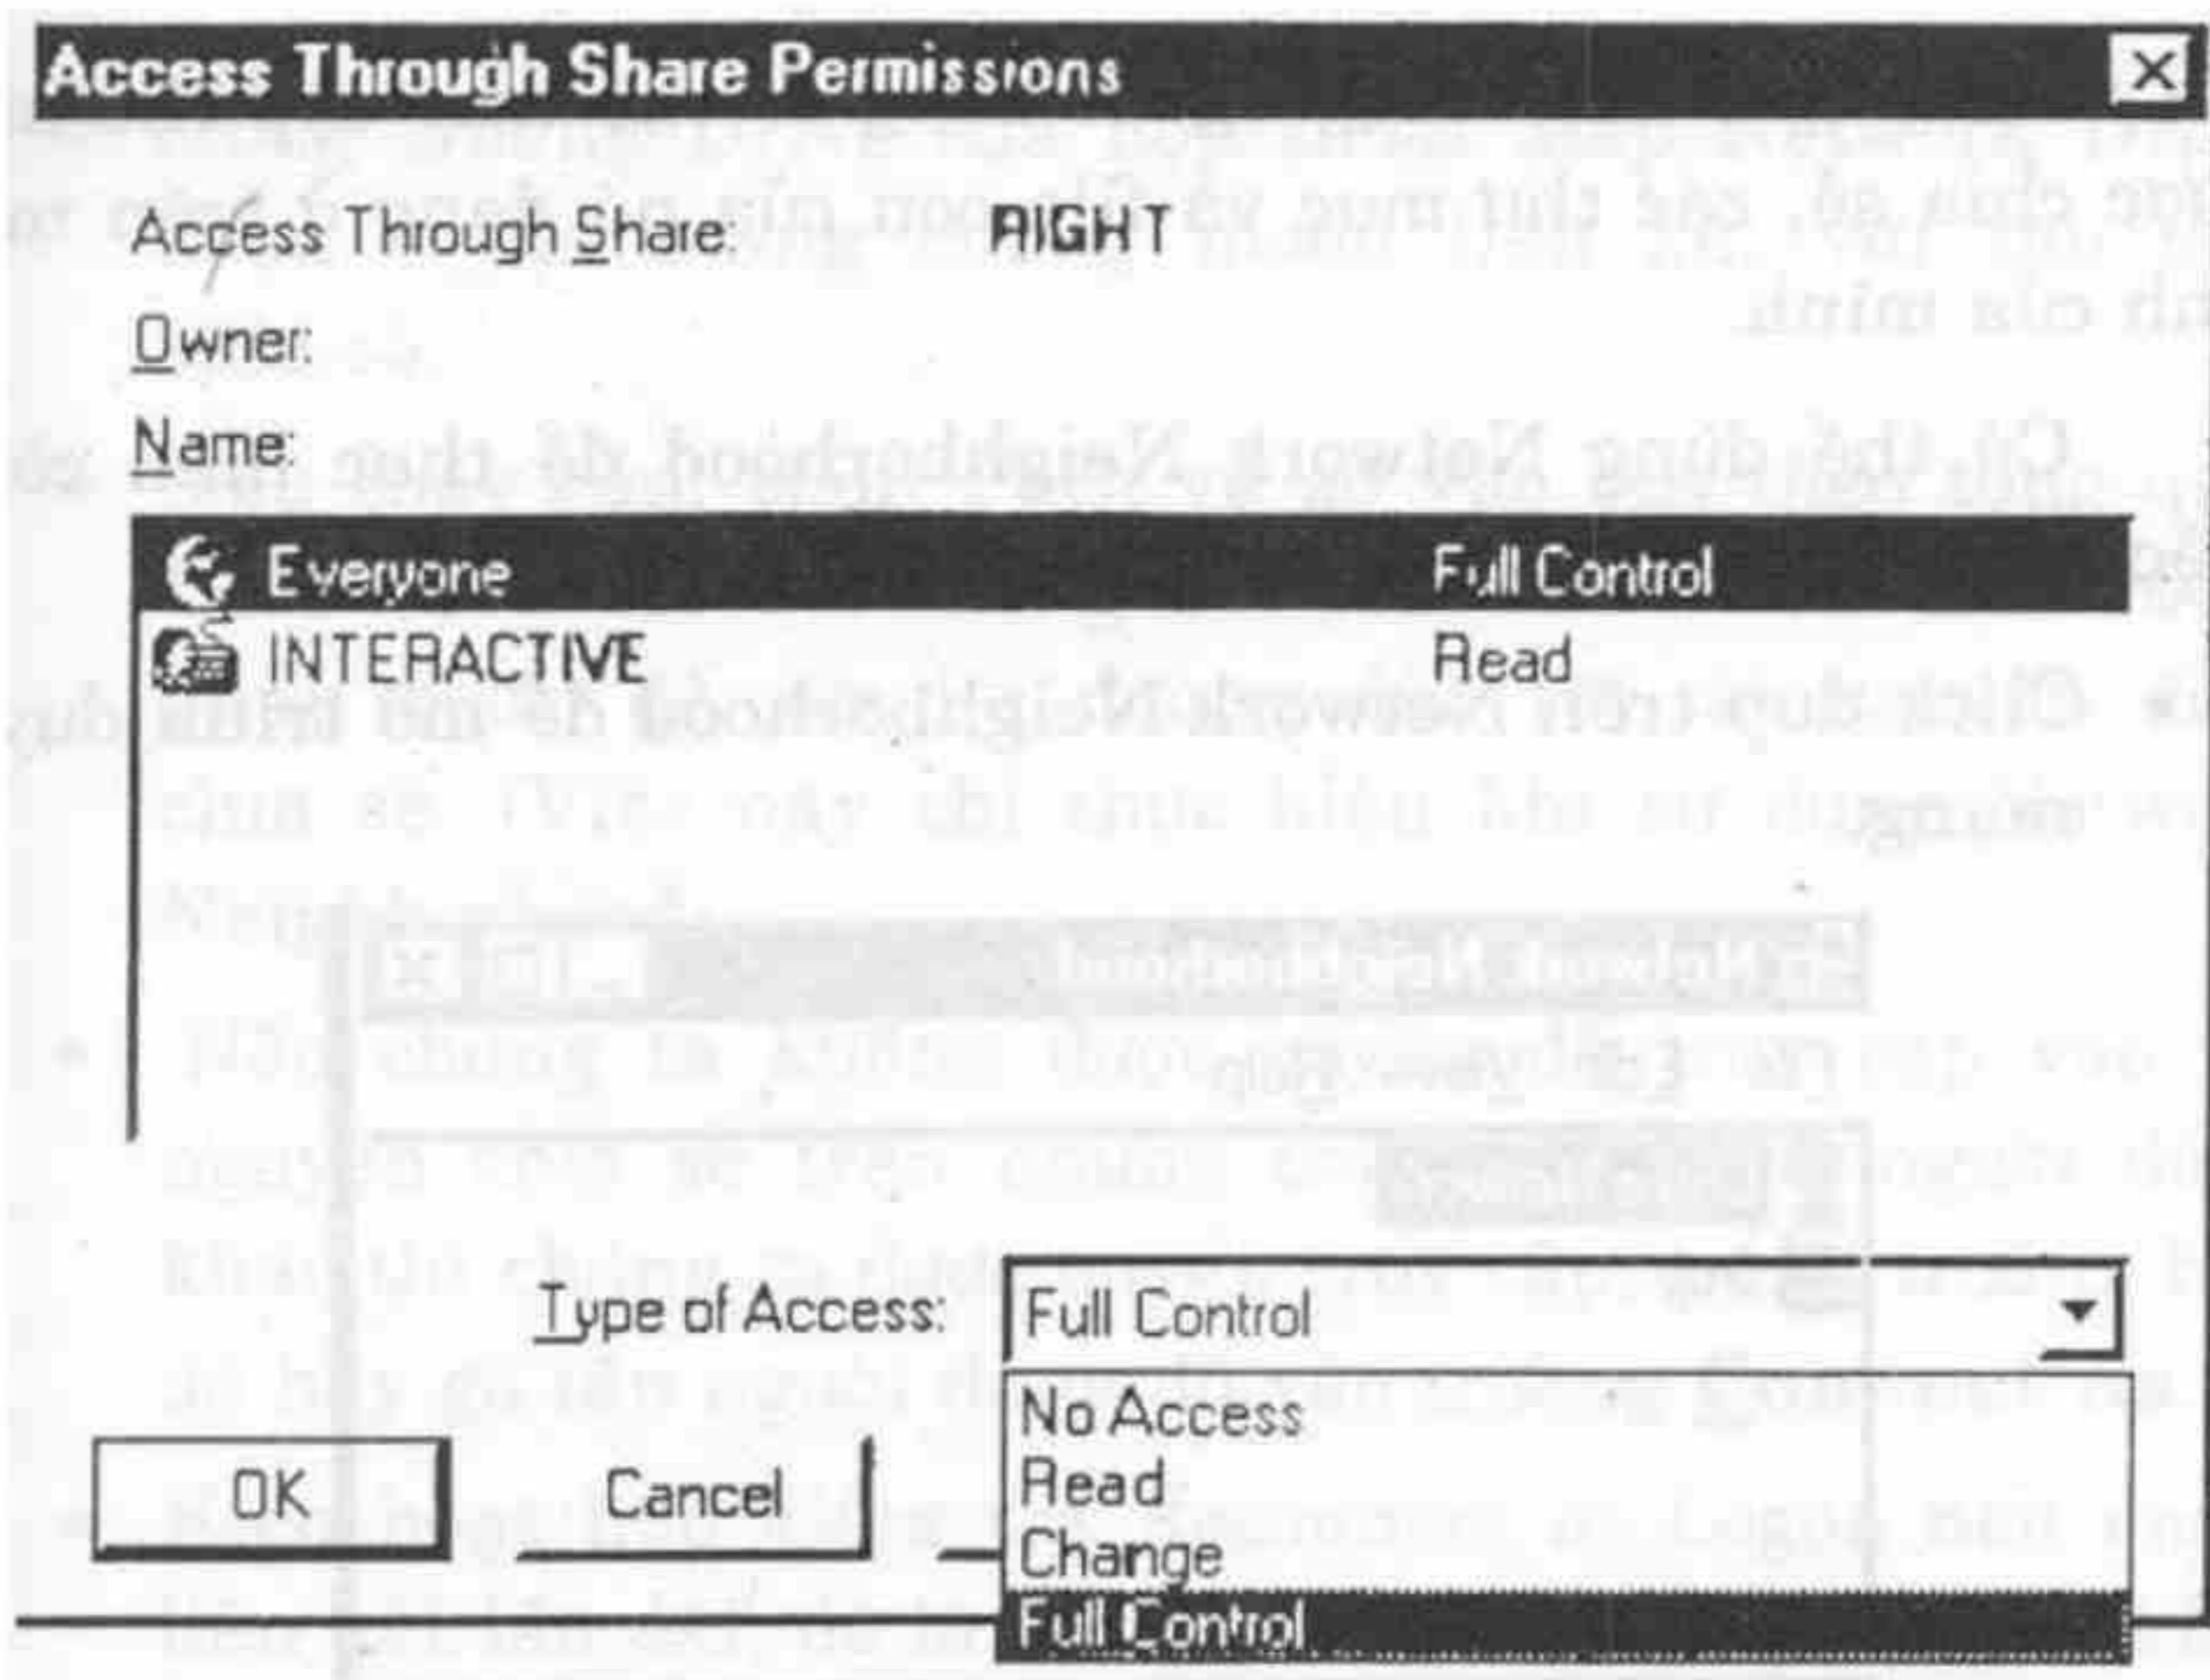 Access Through Share Permissions
Access Through Share: RIGHT
Owner:
Name:
Everyone Full Control
INTERACTIVE Read
Type of Access: Full Control
No Access
Read
Change
Full Control
OK Cancel